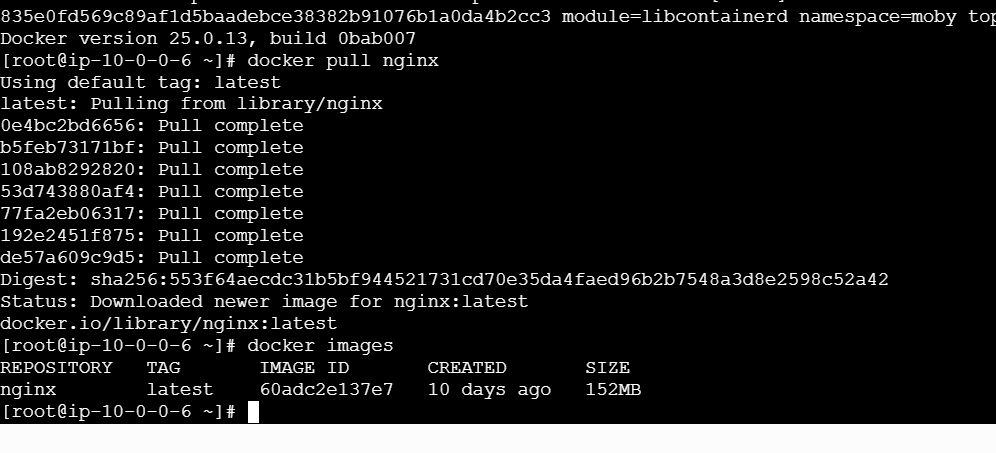 835e0fd569c89af1d5baadebce38382b91076b1a0da4b2cc3 module=libcontainerd namespace=moby top
Docker version 25.0.13, build 0bab007
[root@ip-10-0-0-6 ~]# docker pull nginx
Using default tag: latest
latest: Pulling from library/nginx
0e4bc2bd6656: Pull complete
b5feb73171bf: Pull complete
108ab8292820: Pull complete
53d743880af4: Pull complete
77fa2eb06317: Pull complete
192e2451f875: Pull complete
de57a609c9d5: Pull complete
Digest: sha256:553f64aecdc31b5bf944521731cd70e35da4faed96b2b7548a3d8e2598c52a42
Status: Downloaded newer image for nginx:latest
docker.io/library/nginx:latest
[root@ip-10-0-0-6 ~]# docker images
REPOSITORY TAG IMAGE ID CREATED SIZE
nginx latest 60adc2e137e7 10 days ago 152MB
[root@ip-10-0-0-6 ~]#